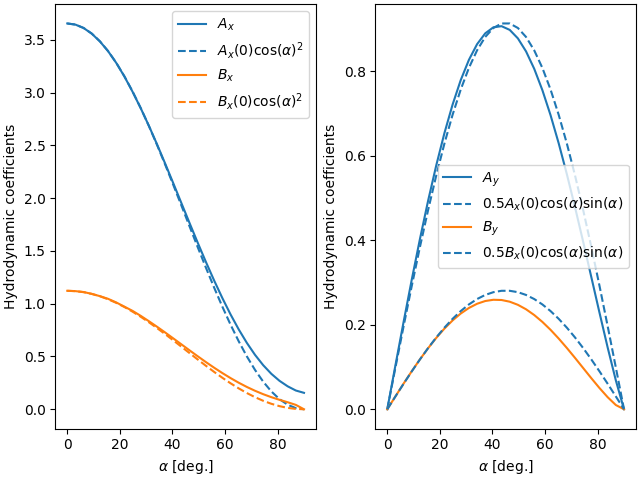 Hydrodynamic coefficients
3.5
3.0
2.5
2.0
1.5
1.0
0.5
0.0
A_x
A_x(0)cos(α)^2
B_x
B_x(0)cos(α)^2
0 20 40 60 80
α [deg.]
Hydrodynamic coefficients
0.8
0.6
0.4
0.2
0.0
A_y
0.5A_x(0)cos(α)sin(α)
B_y
0.5B_x(0)cos(α)sin(α)
0 20 40 60 80
α [deg.]